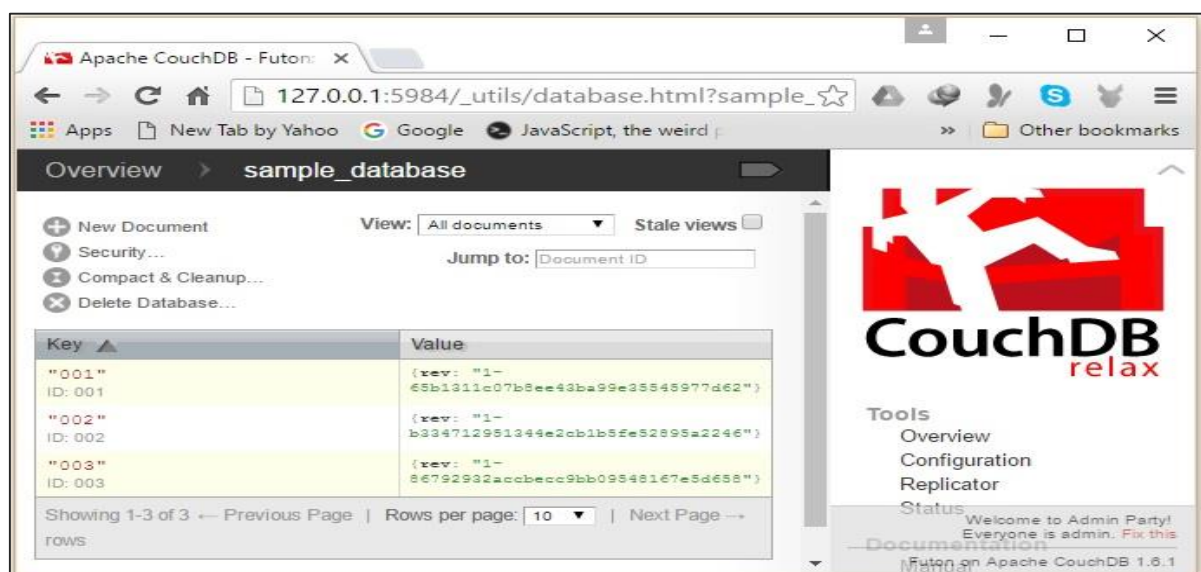 Apache CouchDB - Futon:
127.0.0.1:5984/_utils/database.html?sample_
Apps New Tab by Yahoo Google JavaScript, the weird Other bookmarks
Overview sample_database
New Document
Security...
Compact & Cleanup...
Delete Database...
View: All documents Stale views
Jump to: Document ID
Key Value
"001" {rev: "1-
ID: 001 65b1311c07b8ee43ba99e35545977d62"}
"002" {rev: "1-
ID: 002 b334712951344e2cb1b5fe52895a2246"}
"003" {rev: "1-
ID: 003 86792932accbecc9bb09548167e5d658"}
Showing 1-3 of 3 ← Previous Page | Rows per page: 10 | Next Page →
rows
CouchDB
relax
Tools
Overview
Configuration
Replicator
Status
Welcome to Admin Party!
Everyone is admin. Fix this
Documentation
Manual
Futon on Apache CouchDB 1.6.1